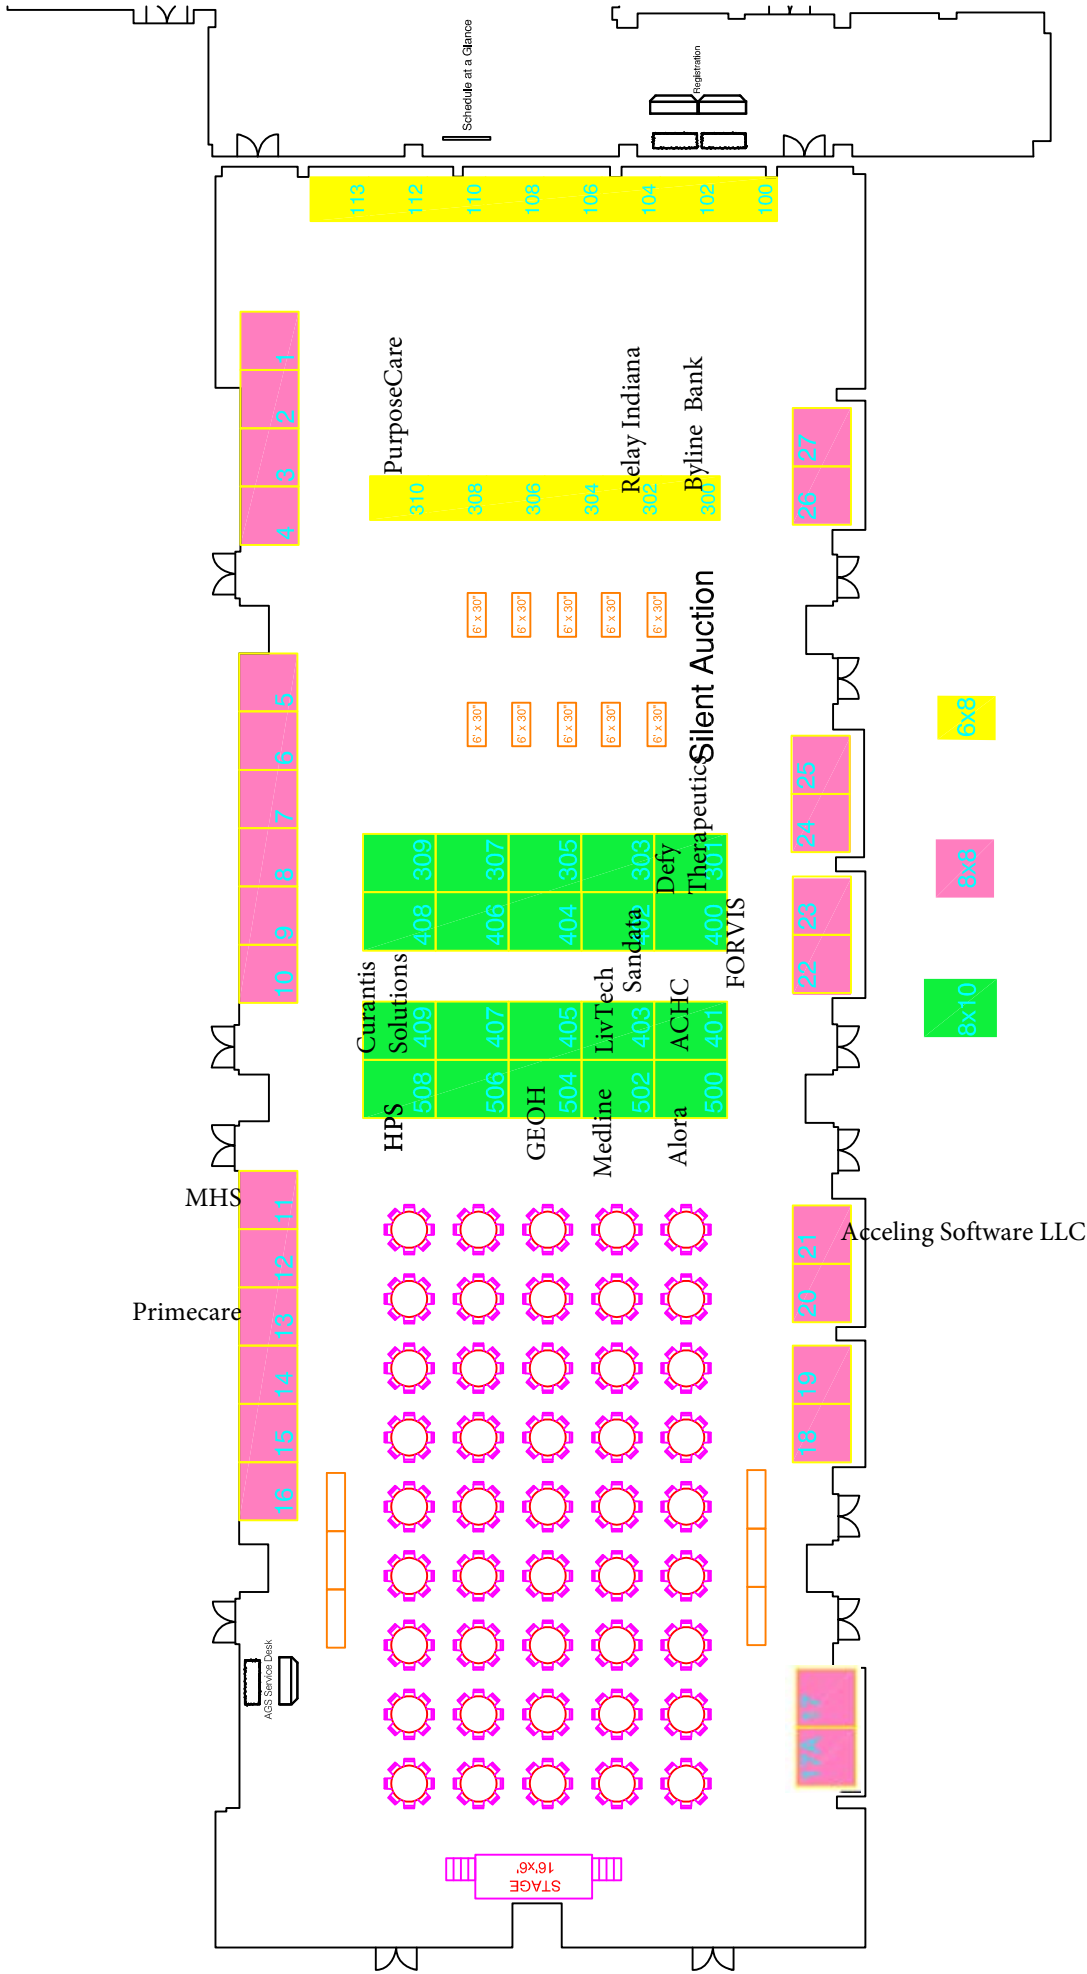 Schedule at a Glance
Registration
113
112
110
108
106
104
102
100
1
2
3
4
PurposeCare
Relay Indiana
Byline Bank
310
308
306
304
302
300
27
26
6' x 30"
6' x 30"
6' x 30"
6' x 30"
6' x 30"
6' x 30"
6' x 30"
6' x 30"
6' x 30"
6' x 30"
Silent Auction
5
6
7
8
9
10
25
24
23
22
6x8
8x8
8x10
309
307
305
303
301
Defy
Therapeutics
408
406
404
402
400
Sandata
FORVIS
Curantis
Solutions
LivTech
ACHC
409
407
405
403
401
508
506
504
502
500
HPS
GEOH
Medline
Alora
MHS
Primecare
11
12
13
14
15
16
21
20
19
18
Acceling Software LLC
AGS Service Desk
17
17A
STAGE
16'x6'